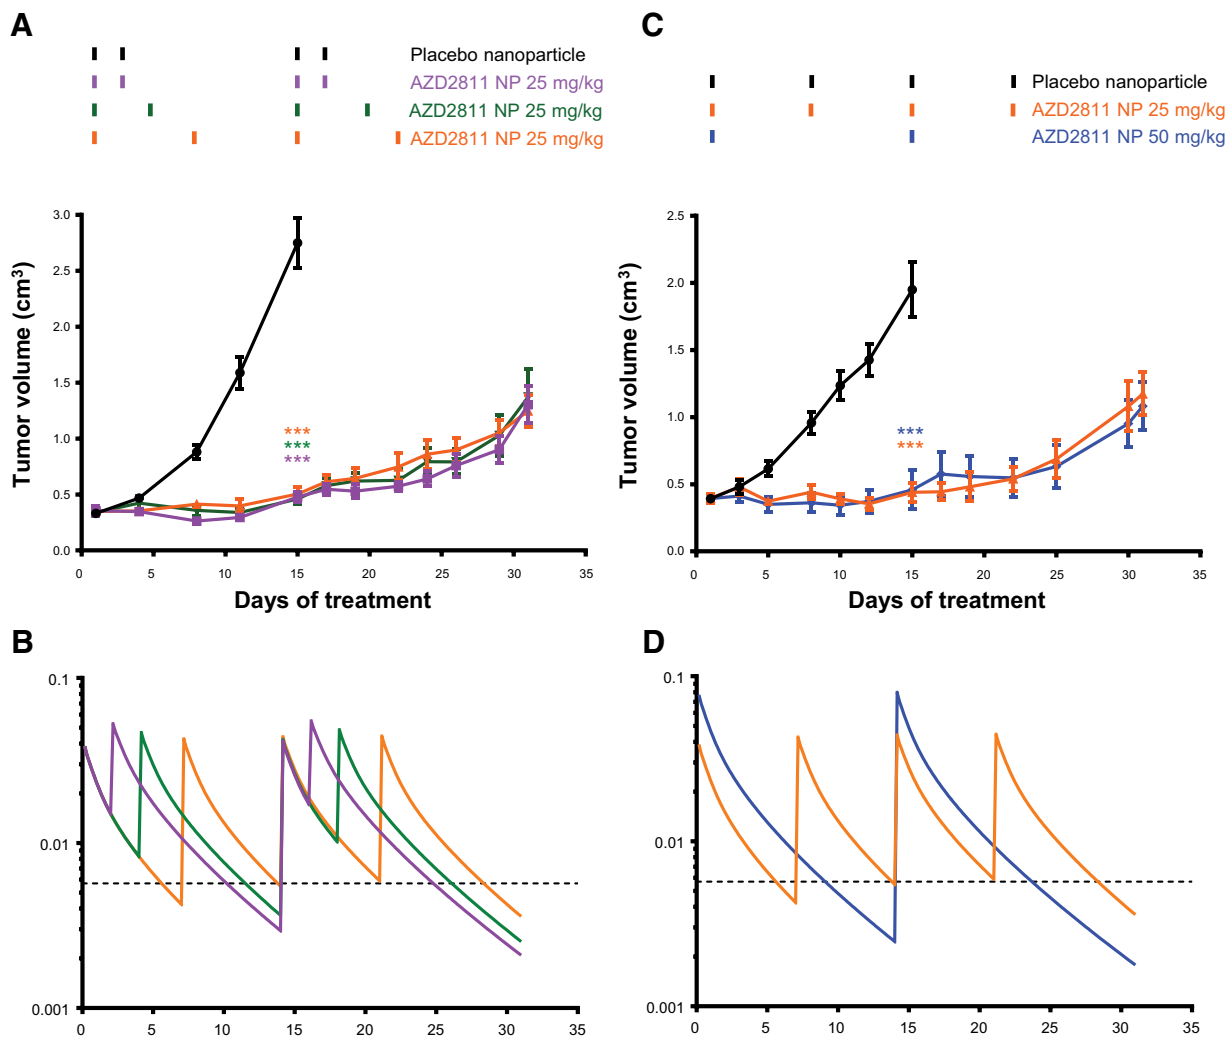 A
Placebo nanoparticle
AZD2811 NP 25 mg/kg
AZD2811 NP 25 mg/kg
AZD2811 NP 25 mg/kg
3.0
2.5
2.0
1.5
1.0
0.5
0.0
Tumor volume (cm³)
***
***
***
0 5 10 15 20 25 30 35
Days of treatment
C
Placebo nanoparticle
AZD2811 NP 25 mg/kg
AZD2811 NP 50 mg/kg
2.5
2.0
1.5
1.0
0.5
0.0
Tumor volume (cm³)
***
***
0 5 10 15 20 25 30 35
Days of treatment
B
0.1
0.01
0.001
0 5 10 15 20 25 30 35
D
0.1
0.01
0.001
0 5 10 15 20 25 30 35